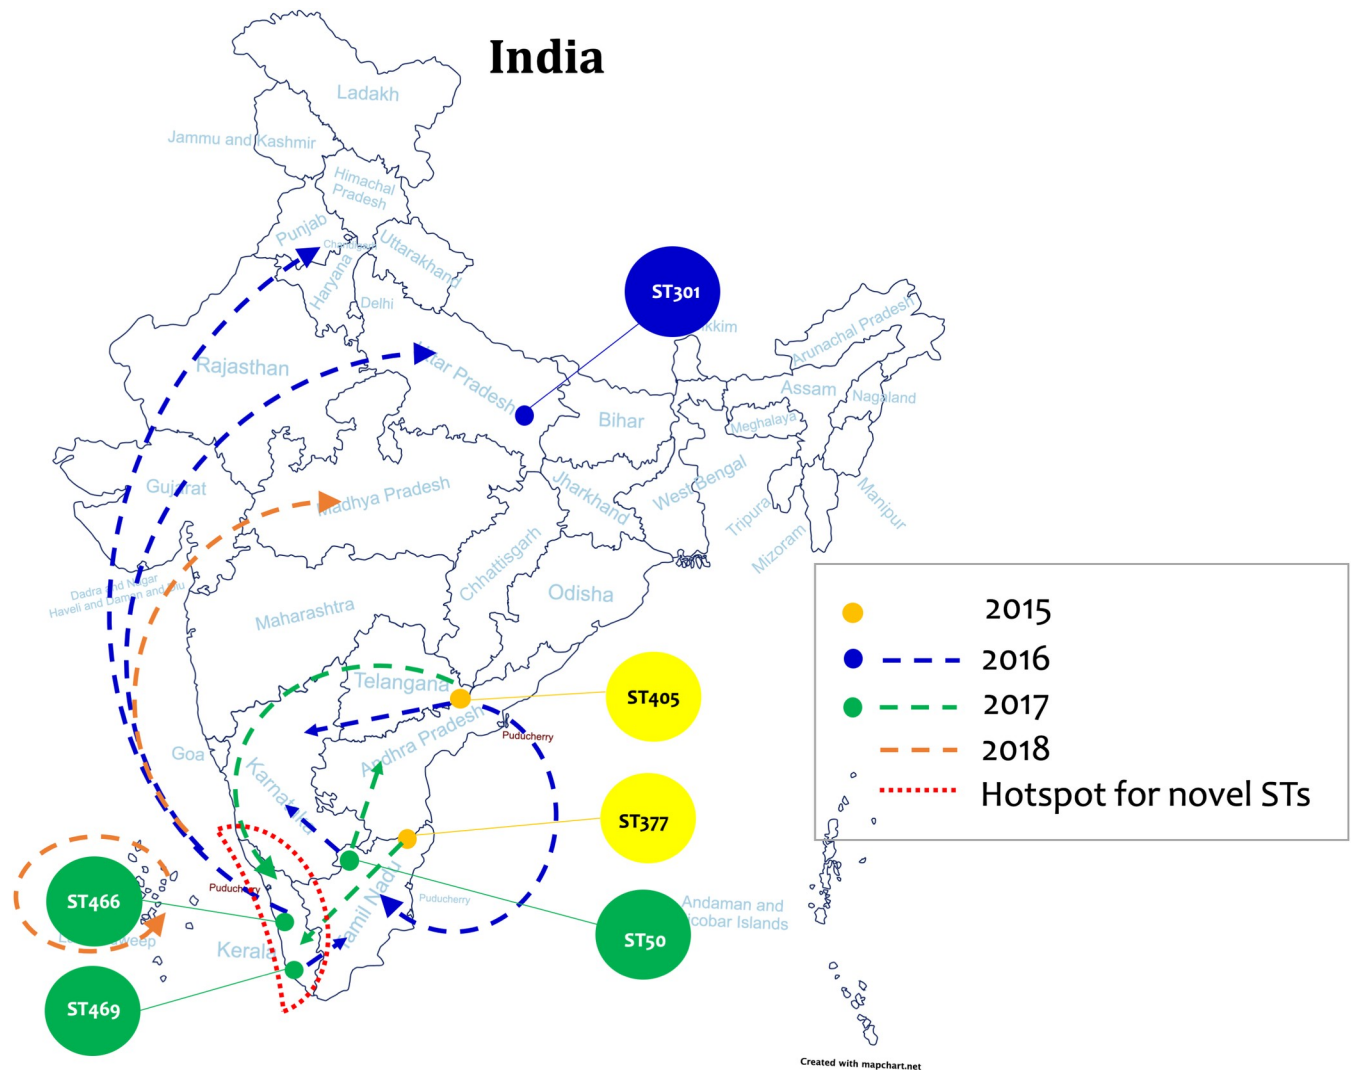 India
Ladakh
Jammu and Kashmir
Himachal
Pradesh
Punjab
Chandigarh
Uttarakhand
Haryana
Delhi
ST301
Arunachal Pradesh
Rajasthan
Uttar Pradesh
Assam
Nagaland
Bihar
Meghalaya
Gujarat
Madhya Pradesh
Jharkhand
West Bengal
Tripura
Manipur
Mizoram
Chhattisgarh
Dadra and Nagar
Haveli and Daman and Diu
Maharashtra
Odisha
2015
2016
2017
2018
Hotspot for novel STs
Telangana
ST405
Andhra Pradesh
Puducherry
Goa
Karnataka
ST377
Puducherry
Tamil Nadu
Puducherry
ST466
Kerala
ST50
Andaman and
Nicobar Islands
ST469
Created with mapchart.net